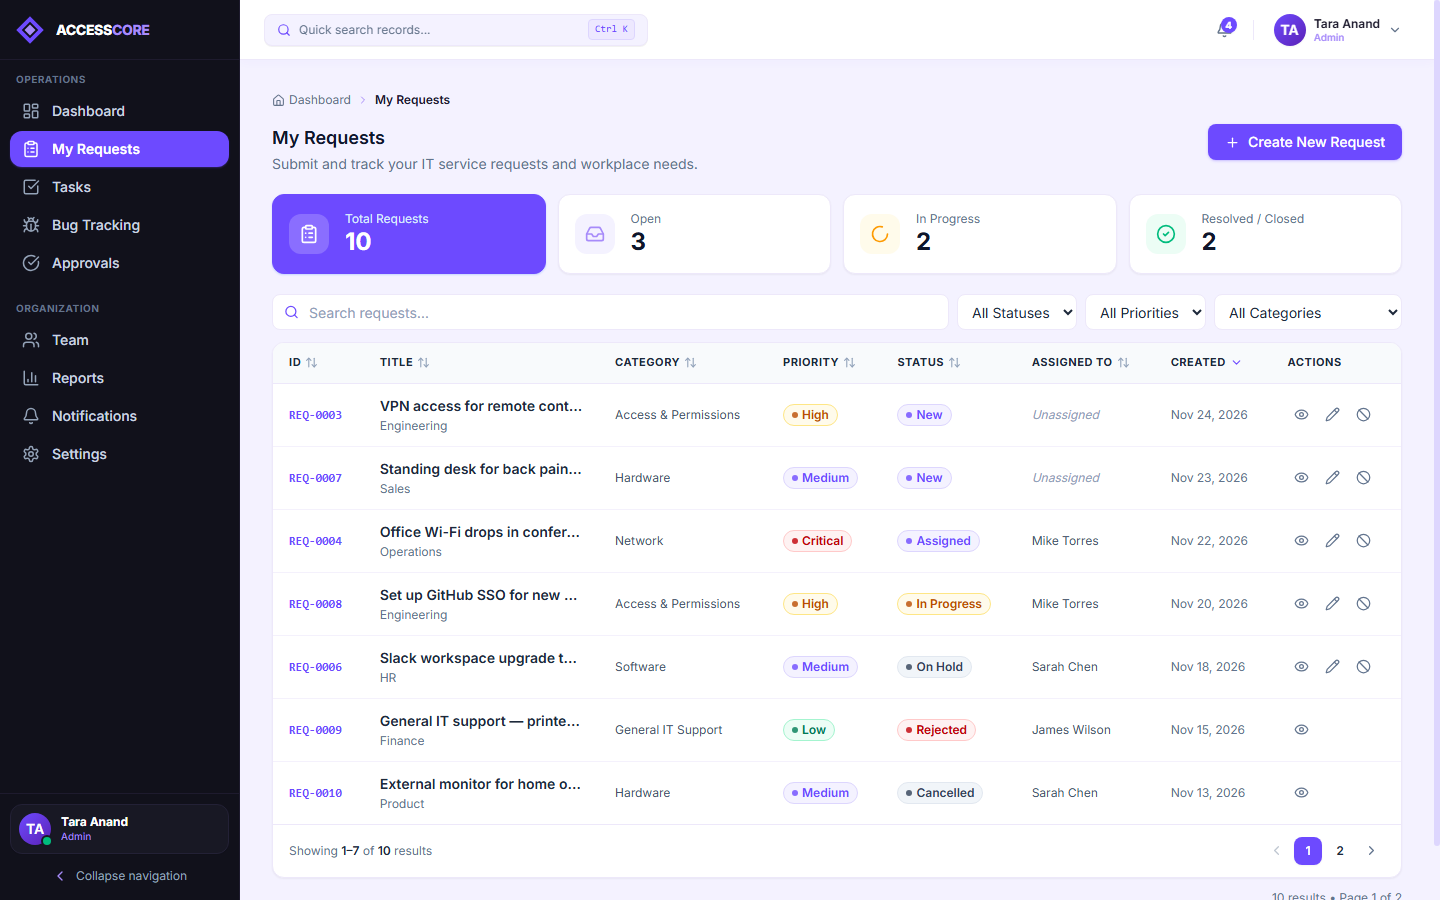 ACCESSCORE
Quick search records...
Ctrl K
4
TA
Tara Anand
Admin
OPERATIONS
Dashboard
My Requests
Tasks
Bug Tracking
Approvals
ORGANIZATION
Team
Reports
Notifications
Settings
TA
Tara Anand
Admin
Collapse navigation
Dashboard
My Requests
My Requests
Submit and track your IT service requests and workplace needs.
Create New Request
Total Requests
10
Open
3
In Progress
2
Resolved / Closed
2
Search requests...
All Statuses
All Priorities
All Categories
ID TITLE CATEGORY PRIORITY STATUS ASSIGNED TO CREATED ACTIONS
REQ-0003 VPN access for remote cont... Access & Permissions High New Unassigned Nov 24, 2026
Engineering
REQ-0007 Standing desk for back pain... Hardware Medium New Unassigned Nov 23, 2026
Sales
REQ-0004 Office Wi-Fi drops in confer... Network Critical Assigned Mike Torres Nov 22, 2026
Operations
REQ-0008 Set up GitHub SSO for new ... Access & Permissions High In Progress Mike Torres Nov 20, 2026
Engineering
REQ-0006 Slack workspace upgrade t... Software Medium On Hold Sarah Chen Nov 18, 2026
HR
REQ-0009 General IT support — printe... General IT Support Low Rejected James Wilson Nov 15, 2026
Finance
REQ-0010 External monitor for home o... Hardware Medium Cancelled Sarah Chen Nov 13, 2026
Product
Showing 1–7 of 10 results
1 2
10 results • Page 1 of 2